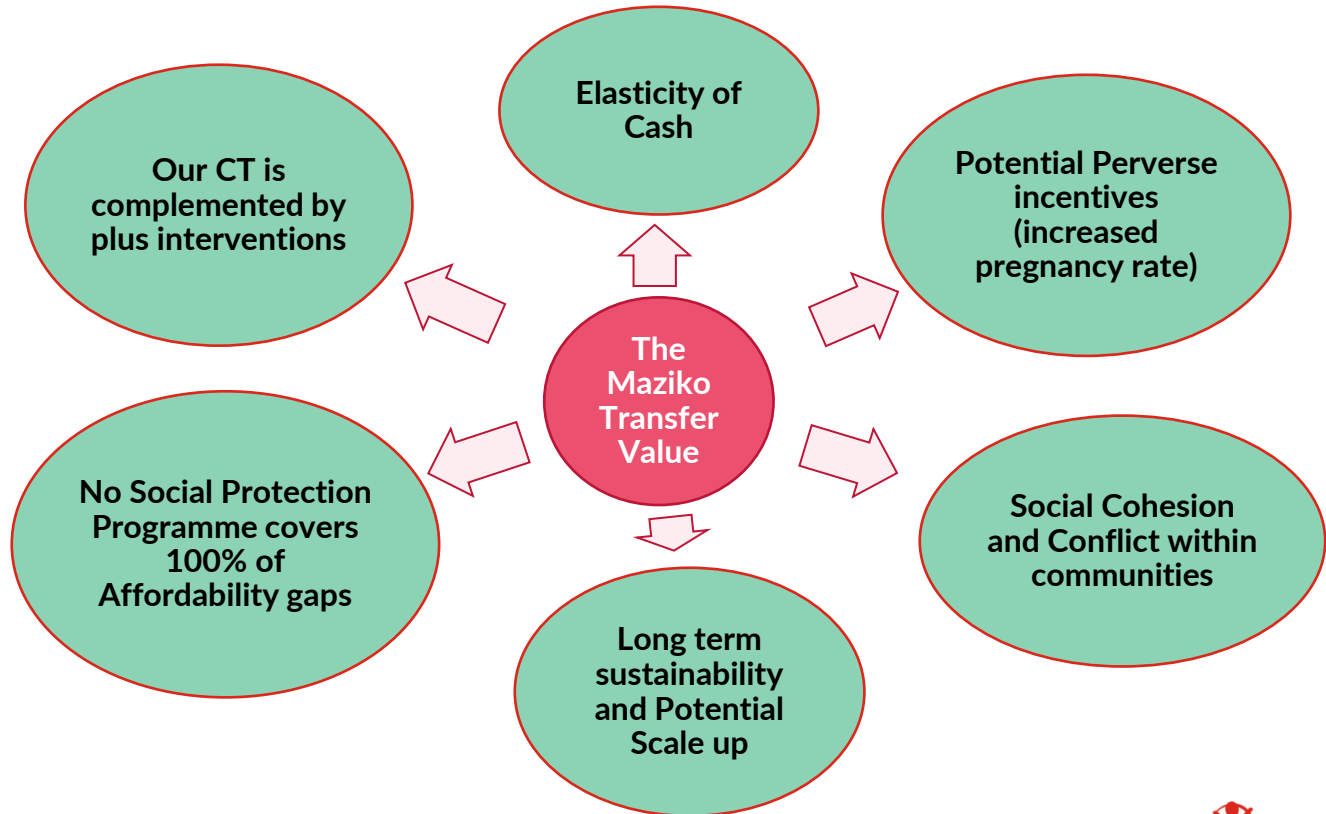 Elasticity of
Cash
Our CT is
complemented by
plus interventions
Potential Perverse
incentives
(increased
pregnancy rate)
The
Maziko
Transfer
Value
No Social Protection
Programme covers
100% of
Affordability gaps
Social Cohesion
and Conflict within
communities
Long term
sustainability
and Potential
Scale up